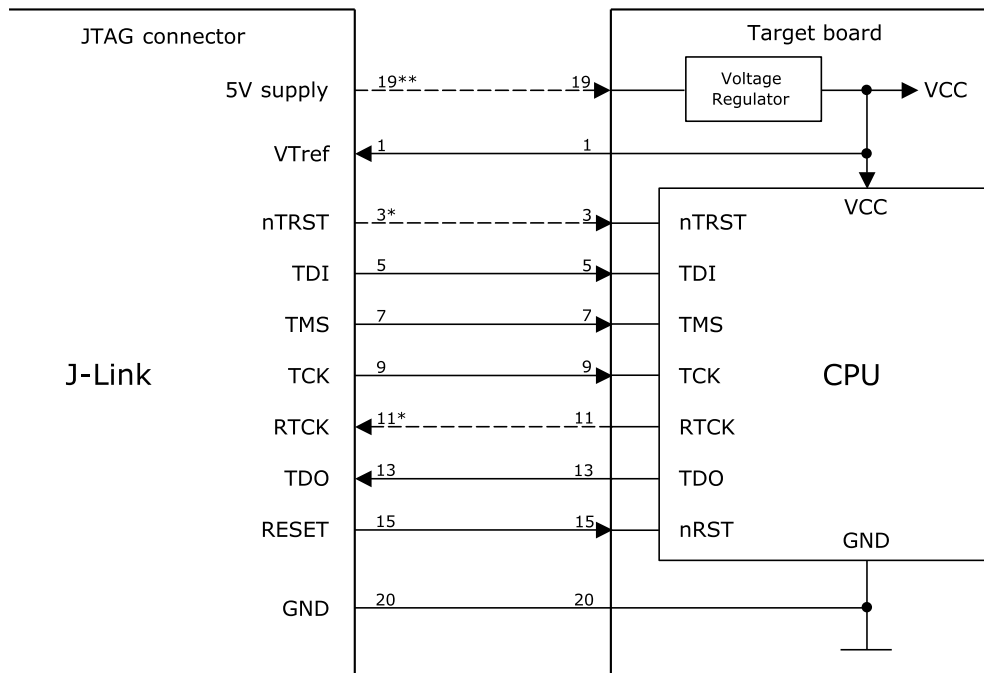 JTAG connector
Target board
5V supply 19** 19 Voltage Regulator VCC
VTref 1 1
VCC
nTRST 3* 3 nTRST
TDI 5 5 TDI
TMS 7 7 TMS
J-Link TCK 9 9 TCK CPU
RTCK 11* 11 RTCK
TDO 13 13 TDO
RESET 15 15 nRST
GND
GND 20 20